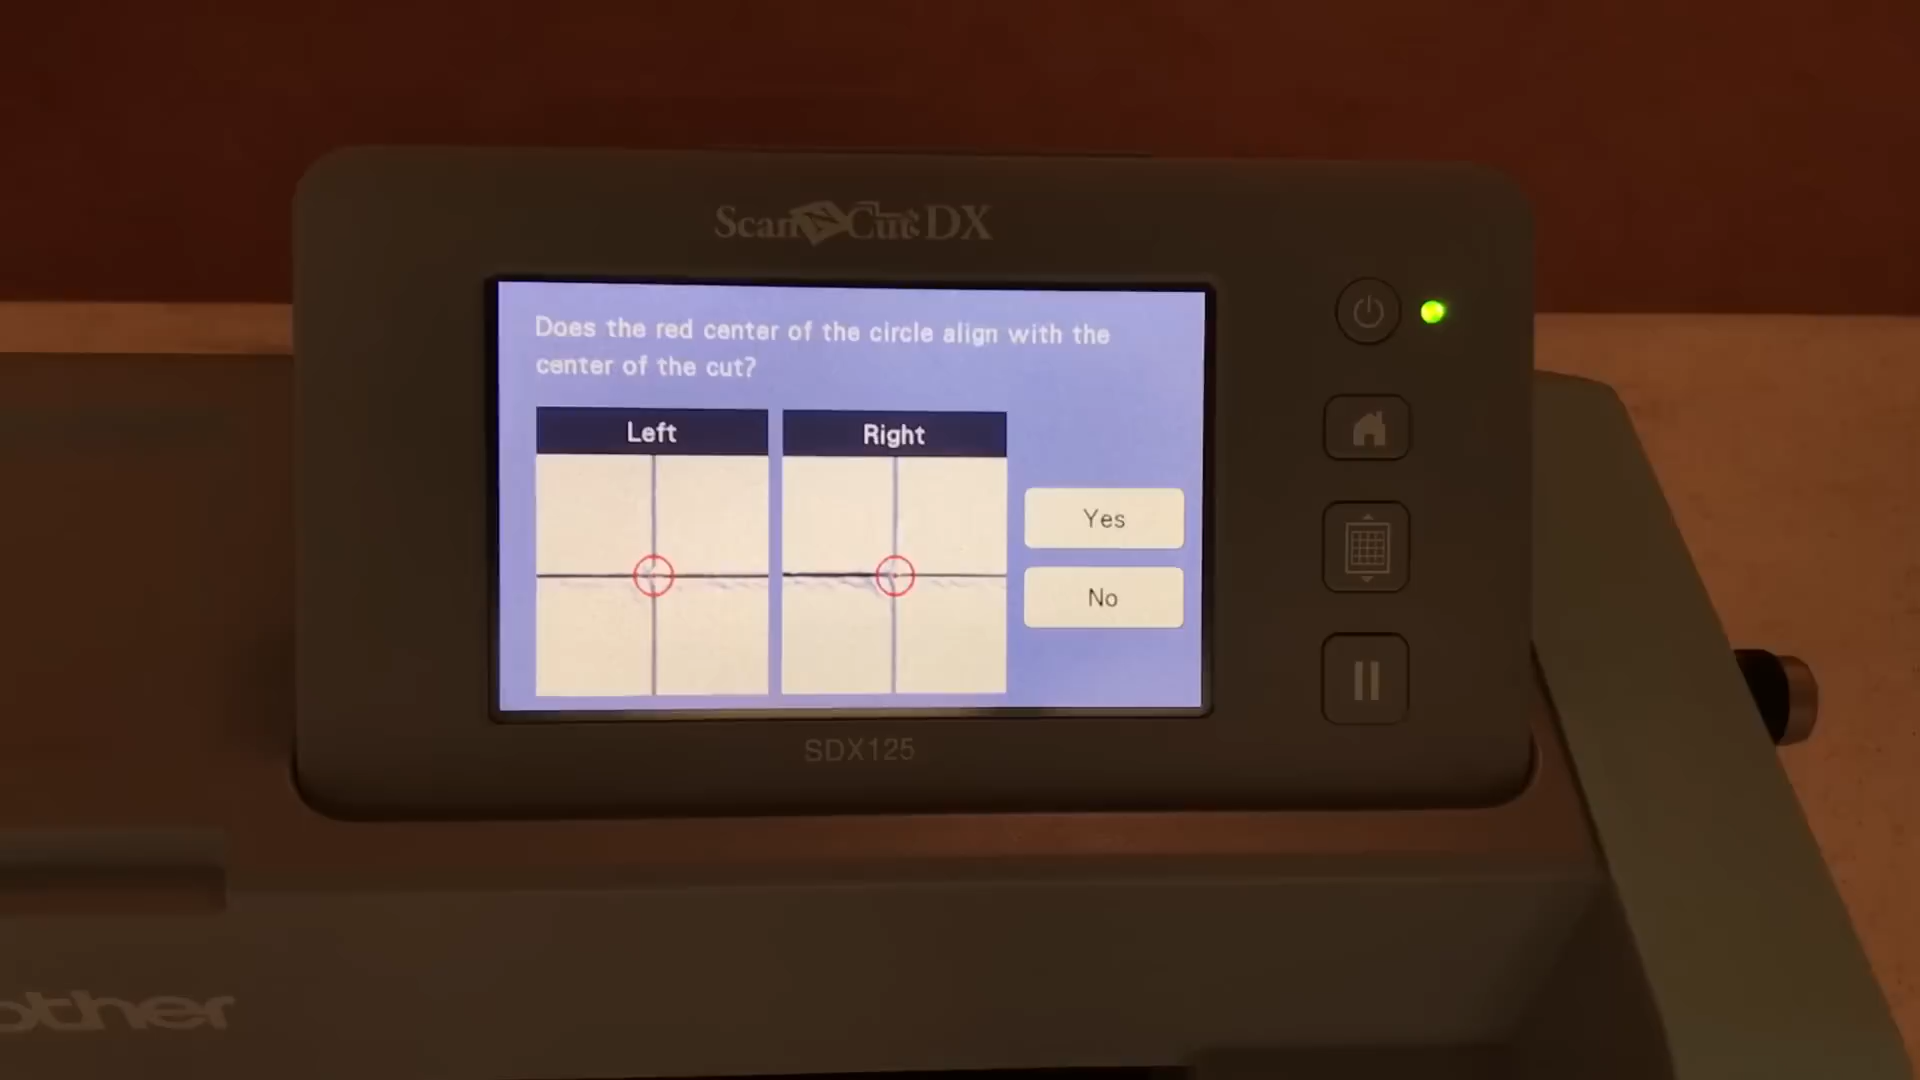 ScanNCut DX
Does the red center of the circle align with the
center of the cut?
Left
Right
Yes
No
SDX125
other